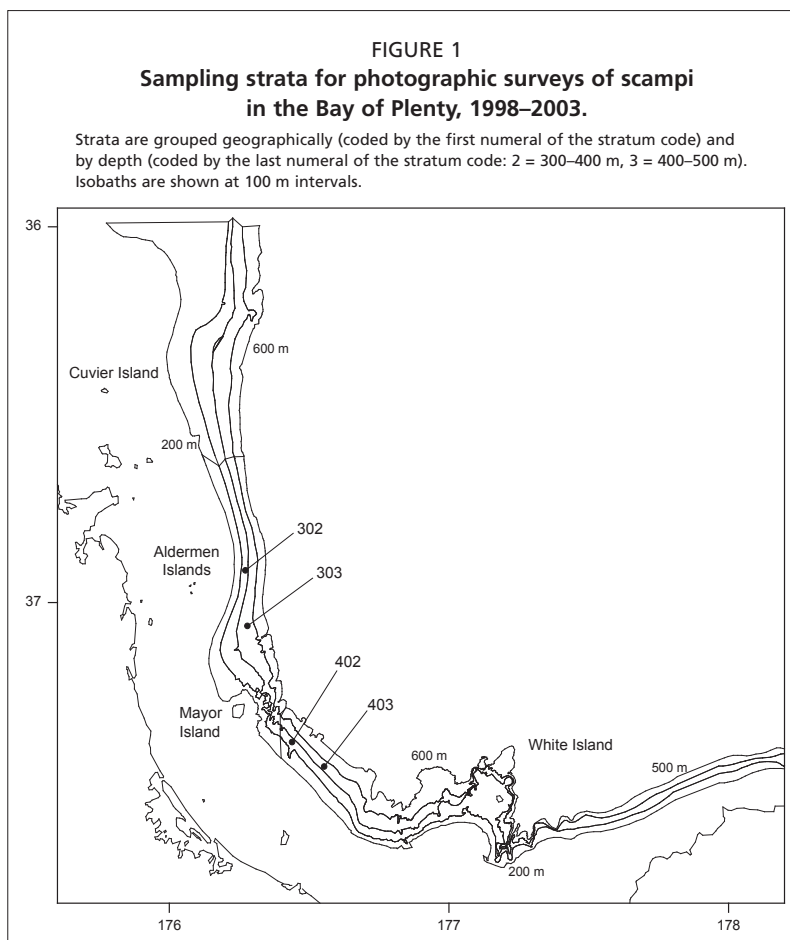 FIGURE 1
Sampling strata for photographic surveys of scampi
in the Bay of Plenty, 1998–2003.
Strata are grouped geographically (coded by the first numeral of the stratum code) and
by depth (coded by the last numeral of the stratum code: 2 = 300–400 m, 3 = 400–500 m).
Isobaths are shown at 100 m intervals.
36
600 m
Cuvier Island
200 m
302
Aldermen
Islands
303
37
402
403
Mayor
Island
White Island
600 m
500 m
200 m
176
177
178